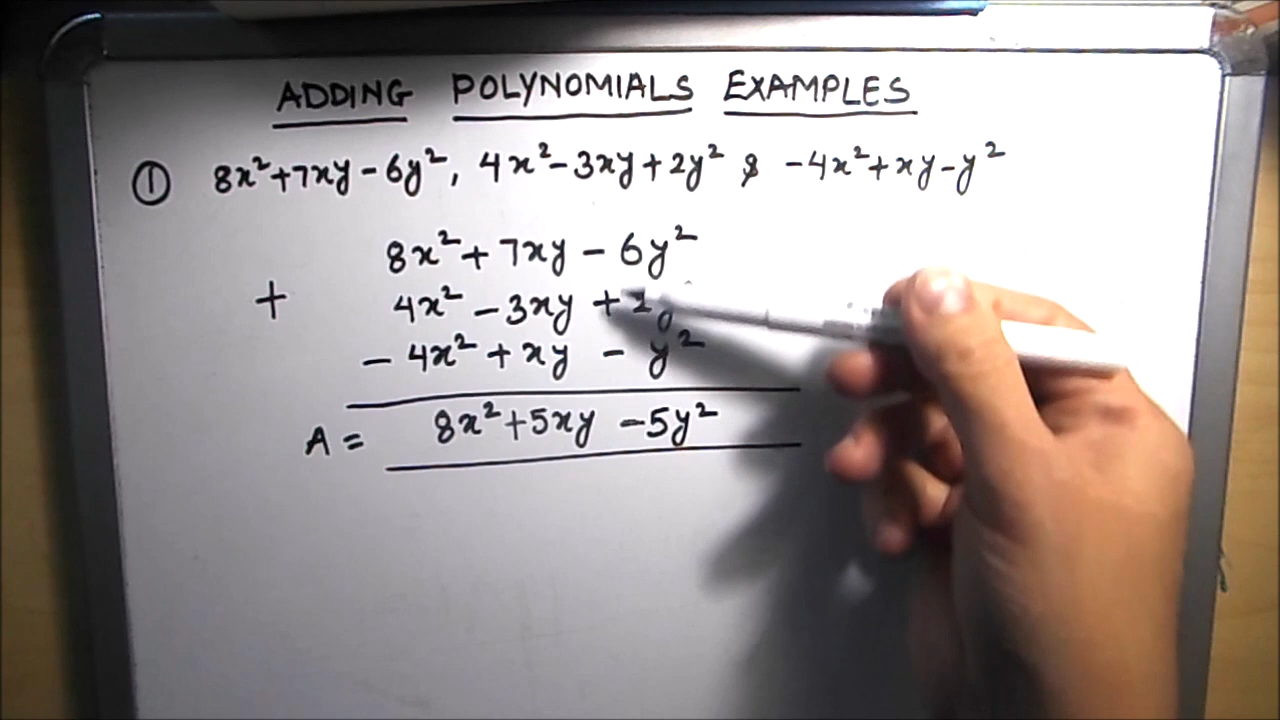 ADDING POLYNOMIALS EXAMPLES
① 8x²+7xy-6y², 4x²-3xy+2y² & -4x²+xy-y²
8x²+7xy-6y²
+ 4x²-3xy+2y
-4x²+xy-y²
A = 8x²+5xy-5y²